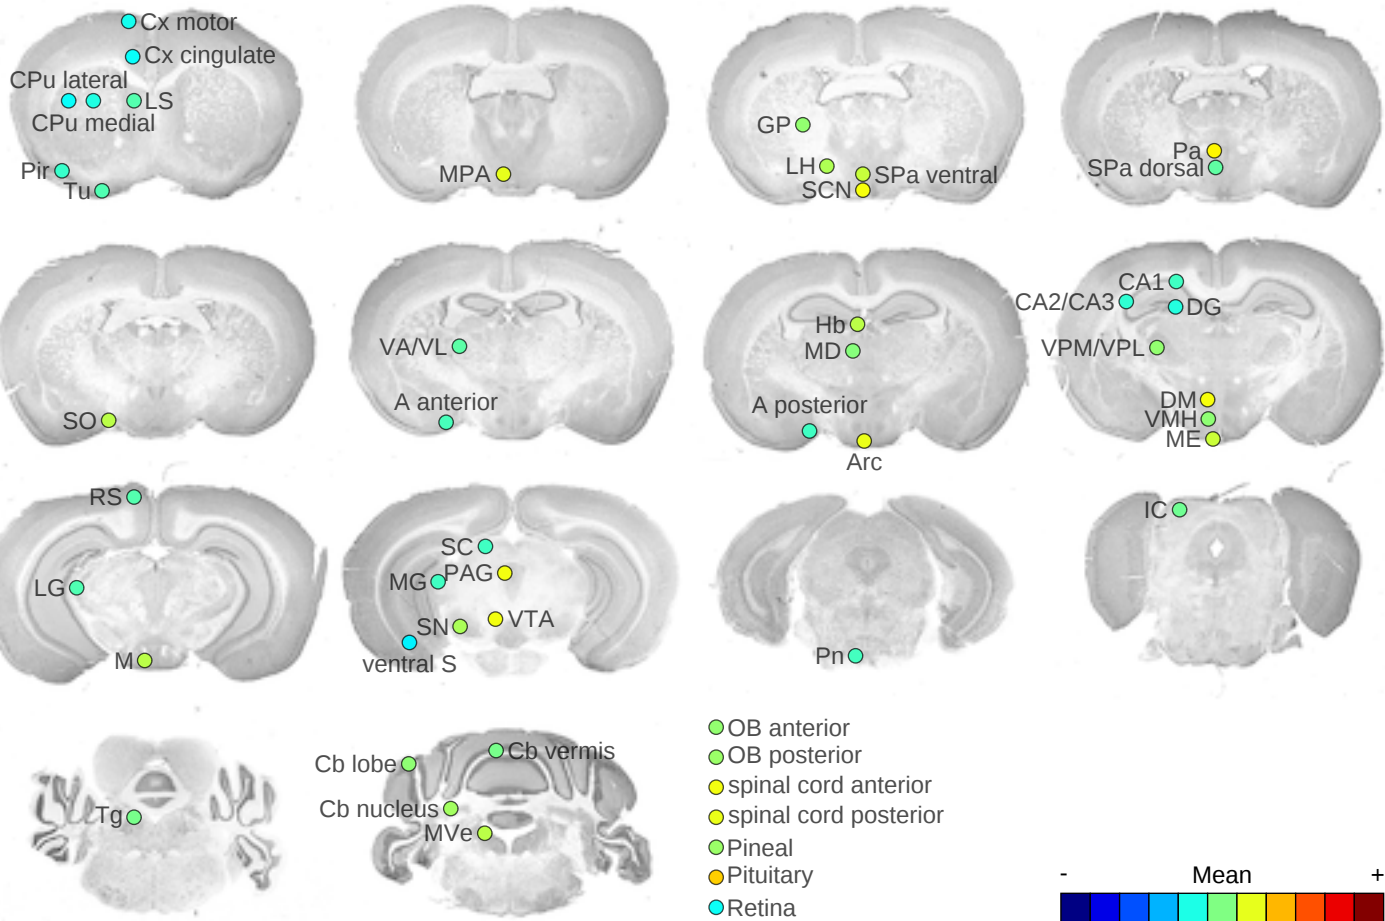 Cx motor
Cx cingulate
CPu lateral
LS
CPu medial
Pir
Tu
MPA
GP
LH
SPa ventral
SCN
Pa
SPa dorsal
SO
VA/VL
A anterior
Hb
MD
A posterior
Arc
CA1
CA2/CA3
DG
VPM/VPL
DM
VMH
ME
RS
LG
M
SC
PAG
MG
VTA
SN
ventral S
Pn
IC
Tg
Cb vermis
Cb lobe
Cb nucleus
MVe
OB anterior
OB posterior
spinal cord anterior
spinal cord posterior
Pineal
Pituitary
Retina
- Mean +